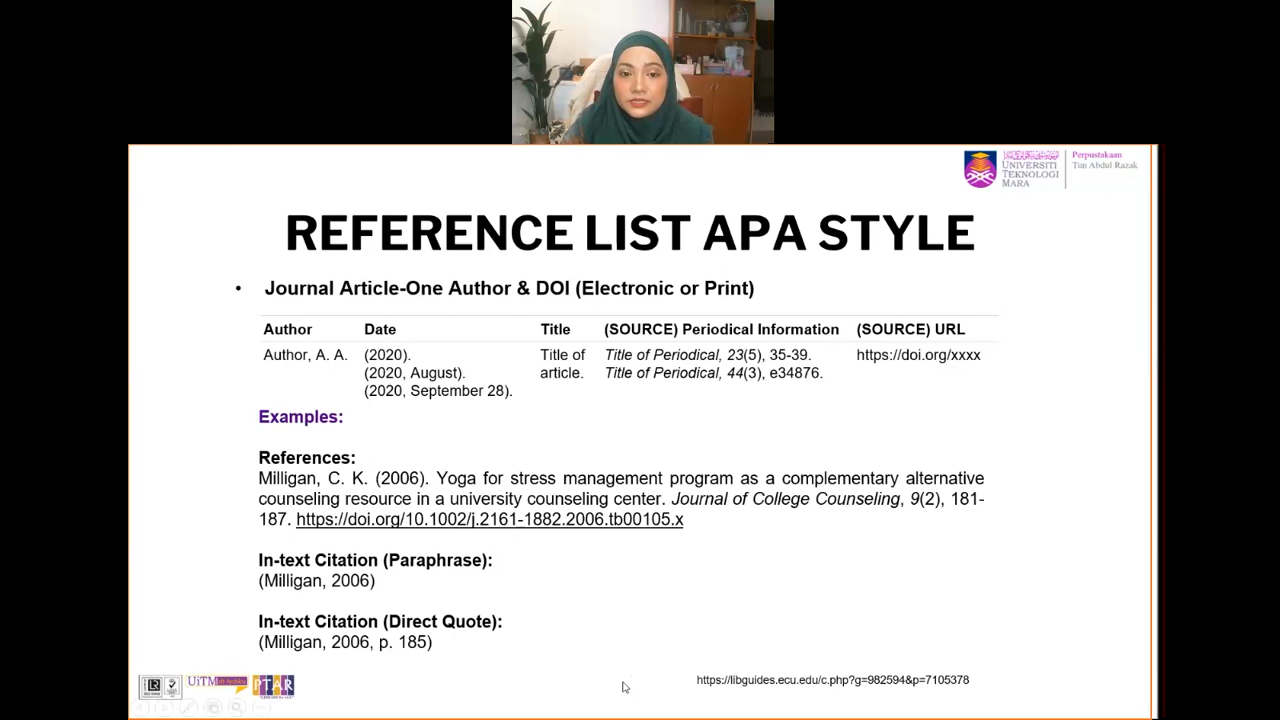 UNIVERSITI
TEKNOLOGI
MARA
Perpustakaan
Tun Abdul Razak
REFERENCE LIST APA STYLE
• Journal Article-One Author & DOI (Electronic or Print)
Author Date Title (SOURCE) Periodical Information (SOURCE) URL
Author, A. A. (2020). Title of Title of Periodical, 23(5), 35-39. https://doi.org/xxxx
(2020, August). article. Title of Periodical, 44(3), e34876.
(2020, September 28).
Examples:
References:
Milligan, C. K. (2006). Yoga for stress management program as a complementary alternative
counseling resource in a university counseling center. Journal of College Counseling, 9(2), 181-
187. https://doi.org/10.1002/j.2161-1882.2006.tb00105.x
In-text Citation (Paraphrase):
(Milligan, 2006)
In-text Citation (Direct Quote):
(Milligan, 2006, p. 185)
UiTM di hatiku
PTAR
https://libguides.ecu.edu/c.php?g=982594&p=7105378